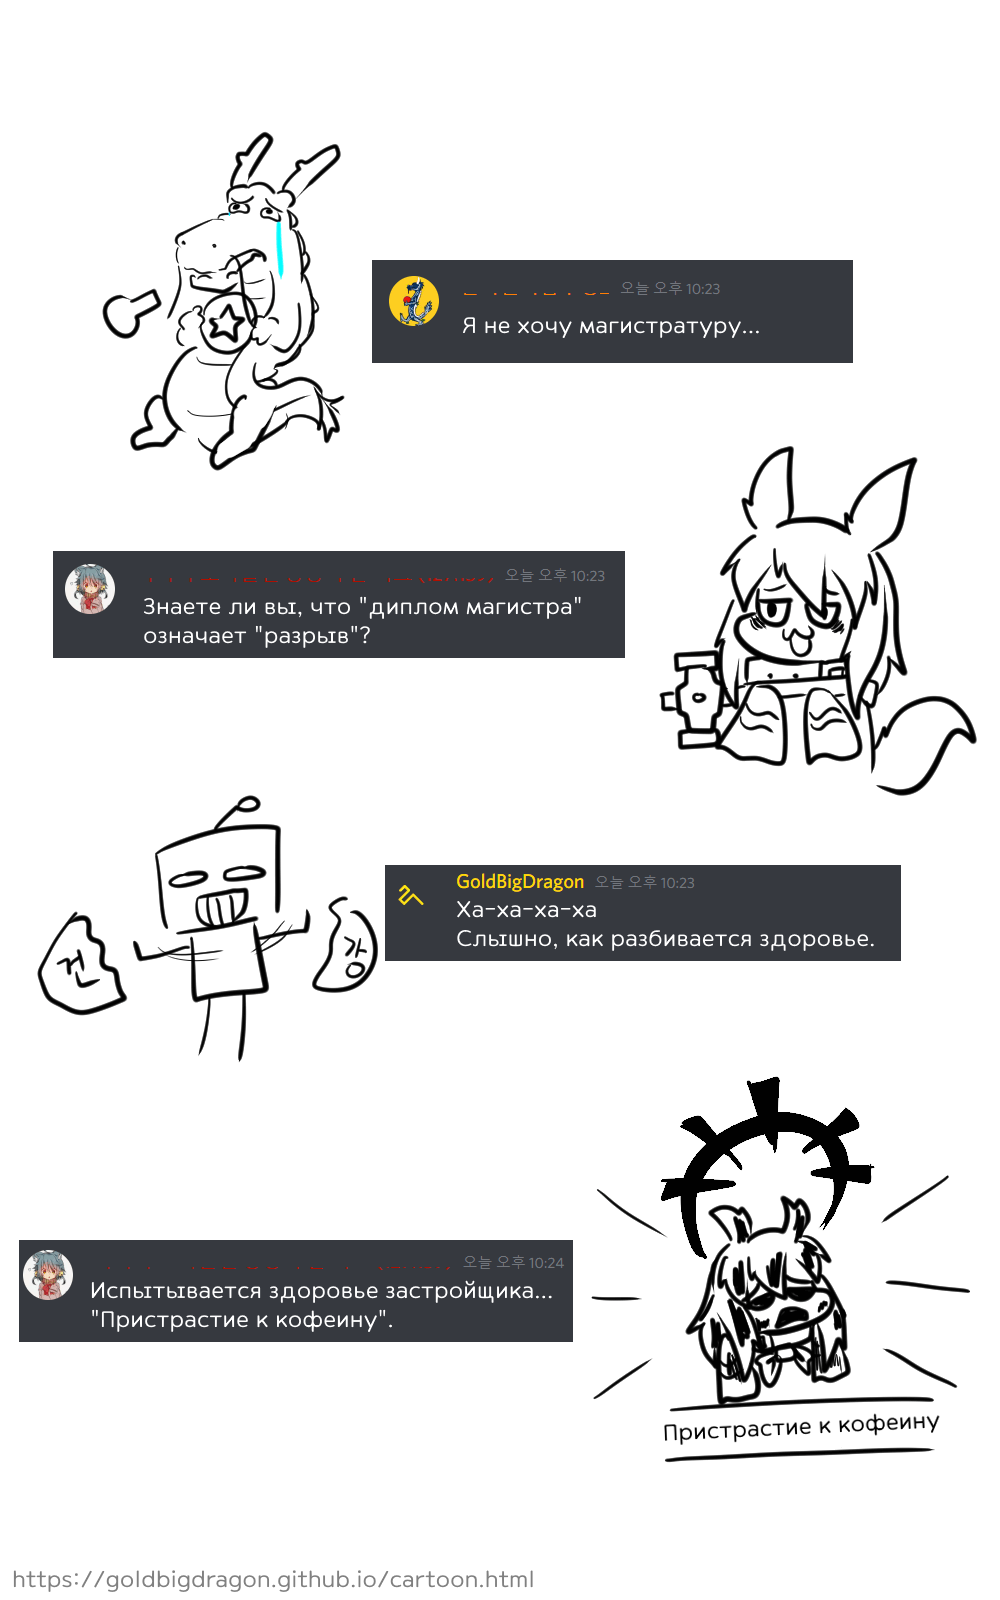 오늘 오후 10:23
Я не хочу магистратуру...
오늘 오후 10:23
Знаете ли вы, что "диплом магистра"
означает "разрыв"?
GoldBigDragon 오늘 오후 10:23
Ха-ха-ха-ха
Слышно, как разбивается здоровье.
건 강
오늘 오후 10:24
Испытывается здоровье застройщика...
"Пристрастие к кофеину".
Пристрастие к кофеину
https://goldbigdragon.github.io/cartoon.html